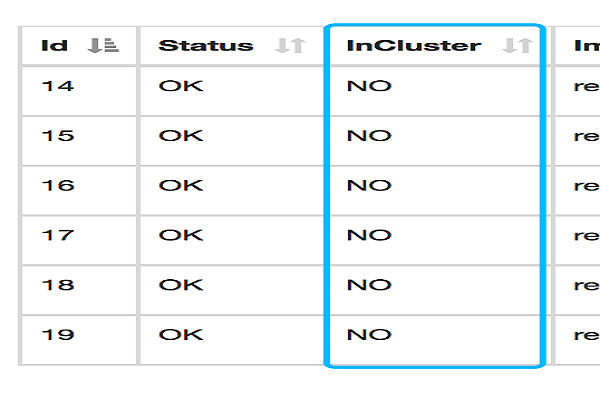 Id Status InCluster Im
14 OK NO re
15 OK NO re
16 OK NO re
17 OK NO re
18 OK NO re
19 OK NO re